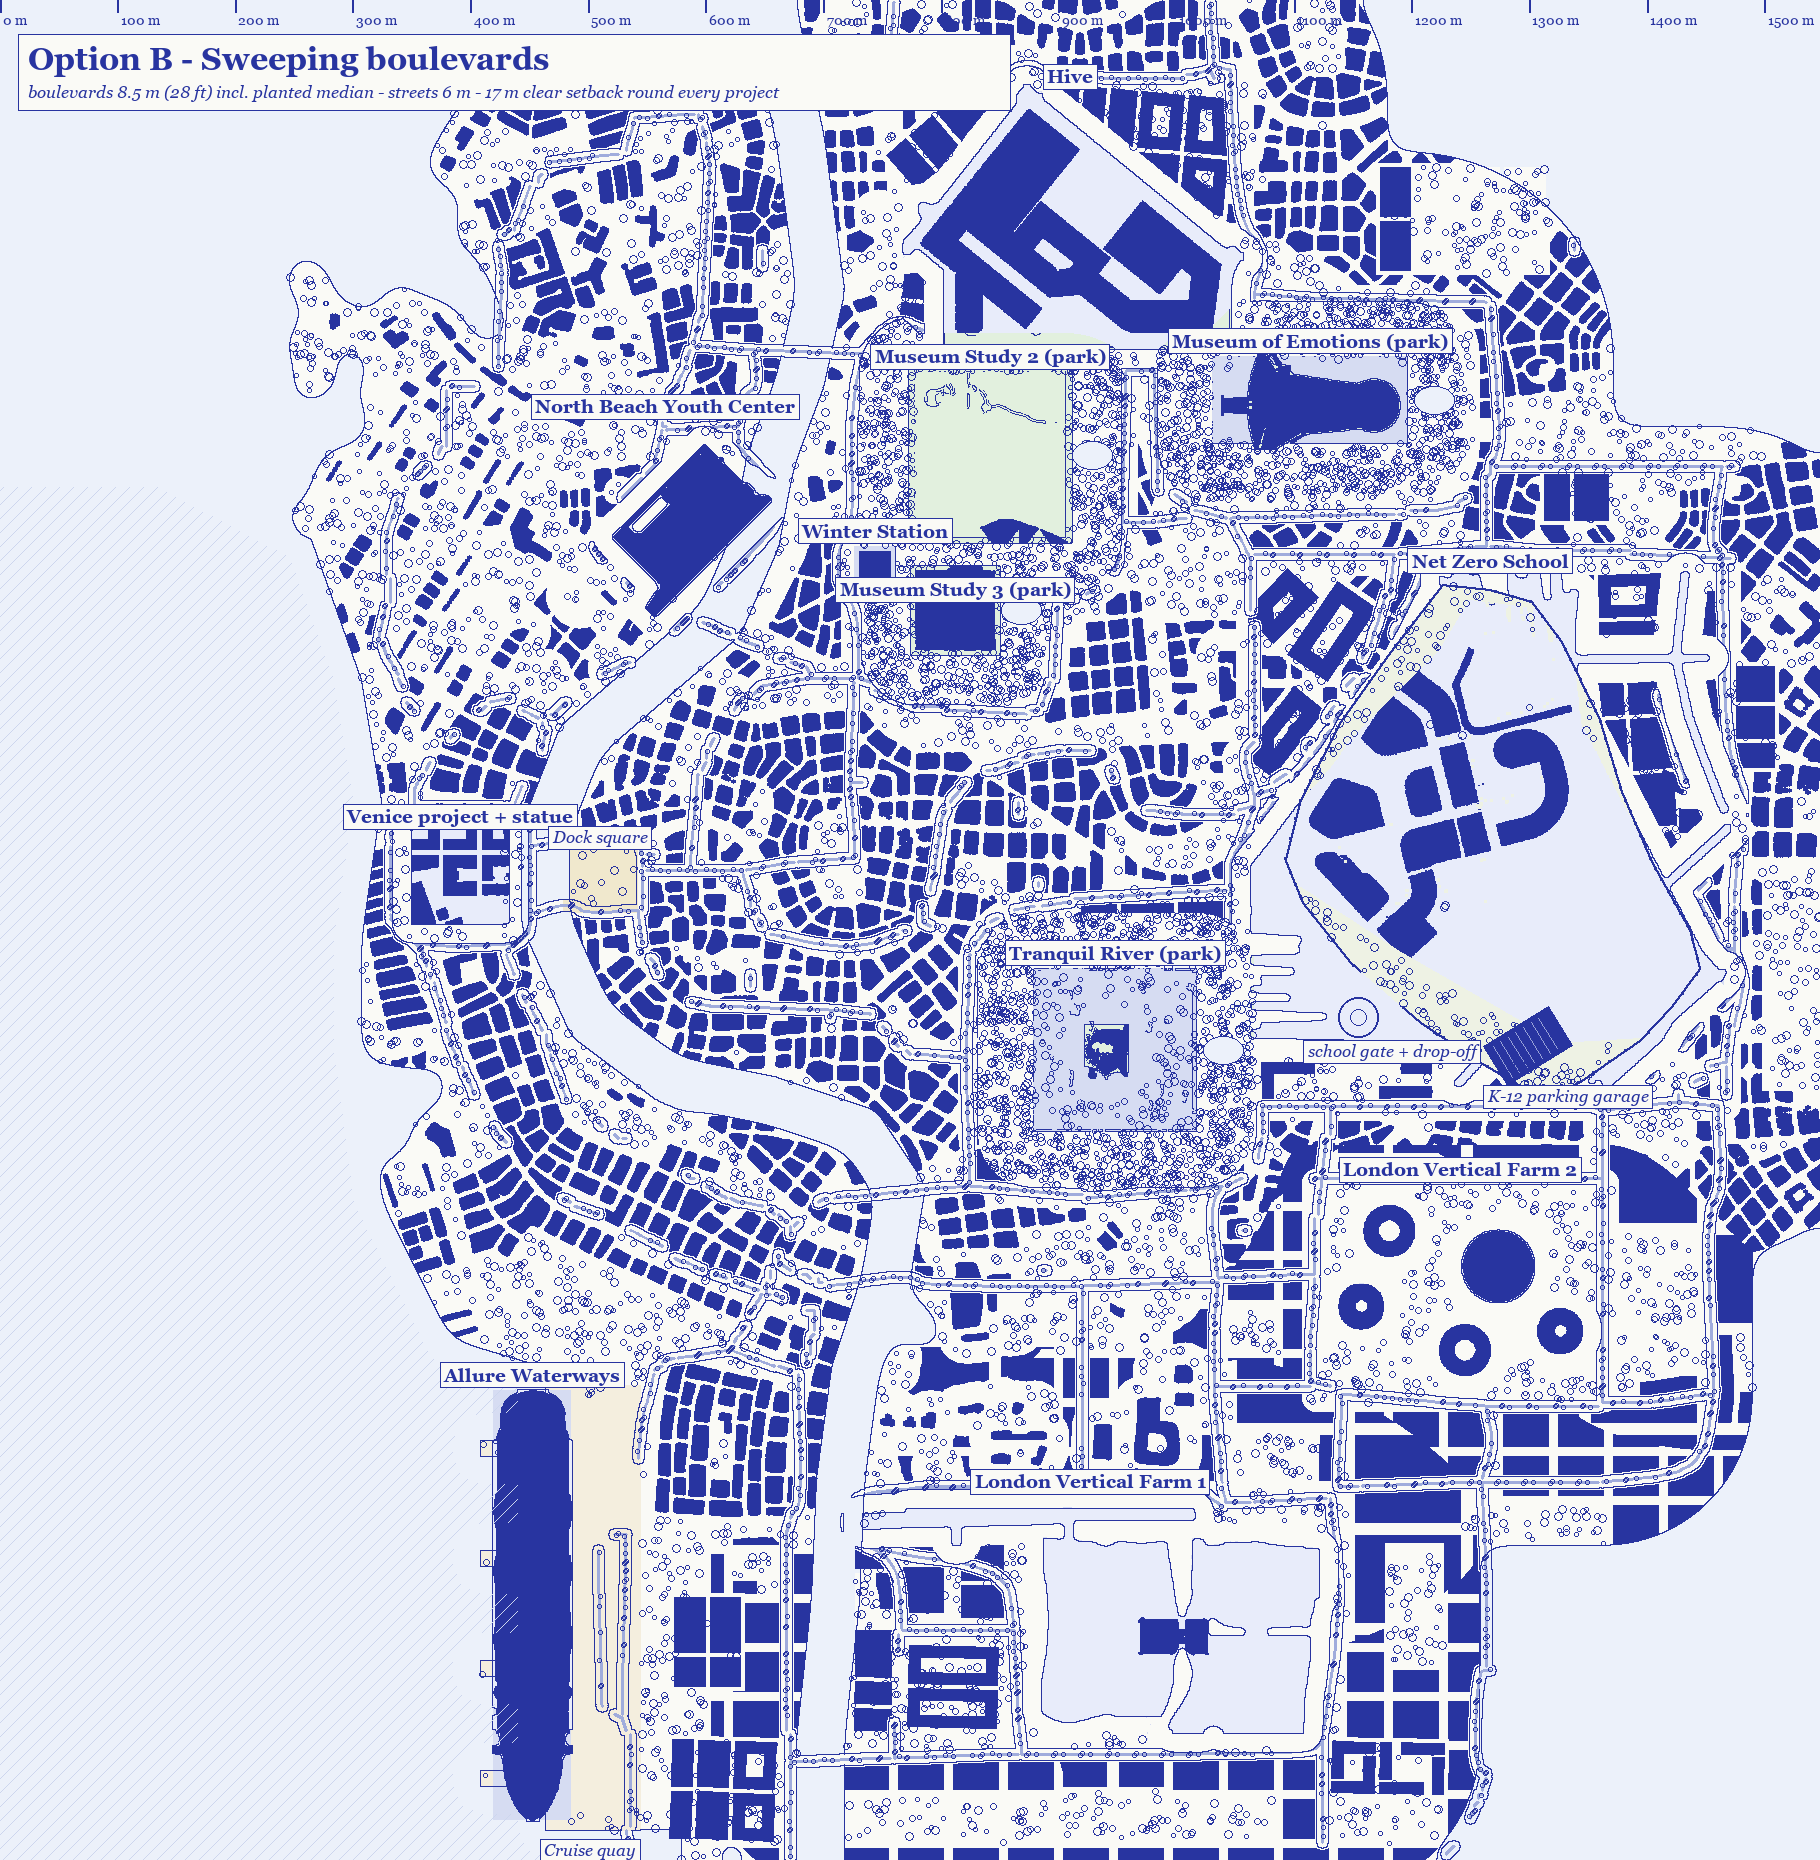 0 m 100 m 200 m 300 m 400 m 500 m 600 m 700 m 900 m 1100 m 1200 m 1300 m 1400 m 1500 m
Option B - Sweeping boulevards
boulevards 8.5 m (28 ft) incl. planted median - streets 6 m - 17 m clear setback round every project
Hive
Museum of Emotions (park)
Museum Study 2 (park)
North Beach Youth Center
Winter Station
Net Zero School
Museum Study 3 (park)
Venice project + statue
Dock square
Tranquil River (park)
school gate + drop-off
K-12 parking garage
London Vertical Farm 2
Allure Waterways
London Vertical Farm 1
Cruise quay